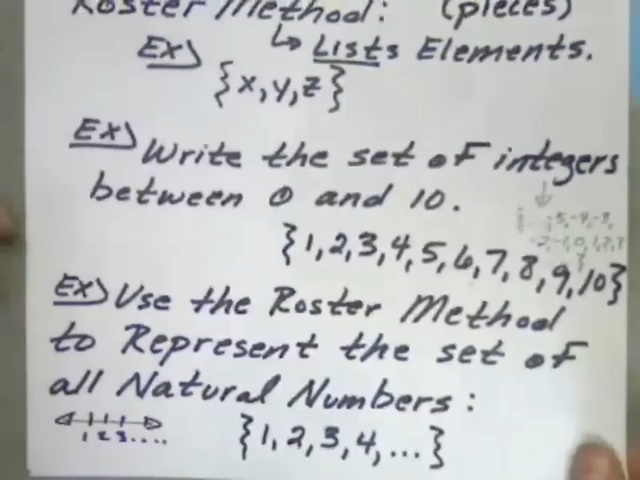 Roster Method: (pieces)
↳ Lists Elements.
Ex) {x,y,z}
Ex) Write the set of integers
between 0 and 10.
{1,2,3,4,5,6,7,8,9,10}
Ex) Use the Roster Method
to Represent the set of
all Natural Numbers:
1 2 3....
{1,2,3,4,...}